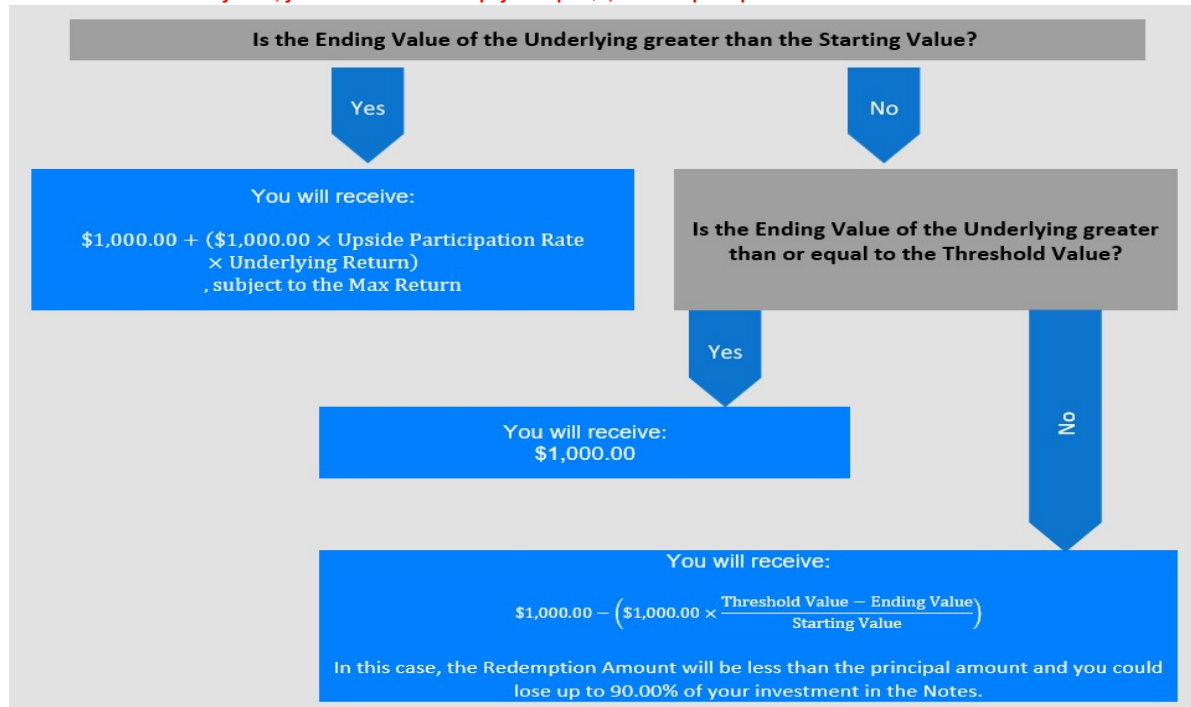 Is the Ending Value of the Underlying greater than the Starting Value?
Yes
No
You will receive:
$1,000.00 + ($1,000.00 × Upside Participation Rate
× Underlying Return)
, subject to the Max Return
Is the Ending Value of the Underlying greater
than or equal to the Threshold Value?
Yes
No
You will receive:
$1,000.00
You will receive:
$1,000.00 − ($1,000.00 × Threshold Value − Ending Value
Starting Value)
In this case, the Redemption Amount will be less than the principal amount and you could
lose up to 90.00% of your investment in the Notes.